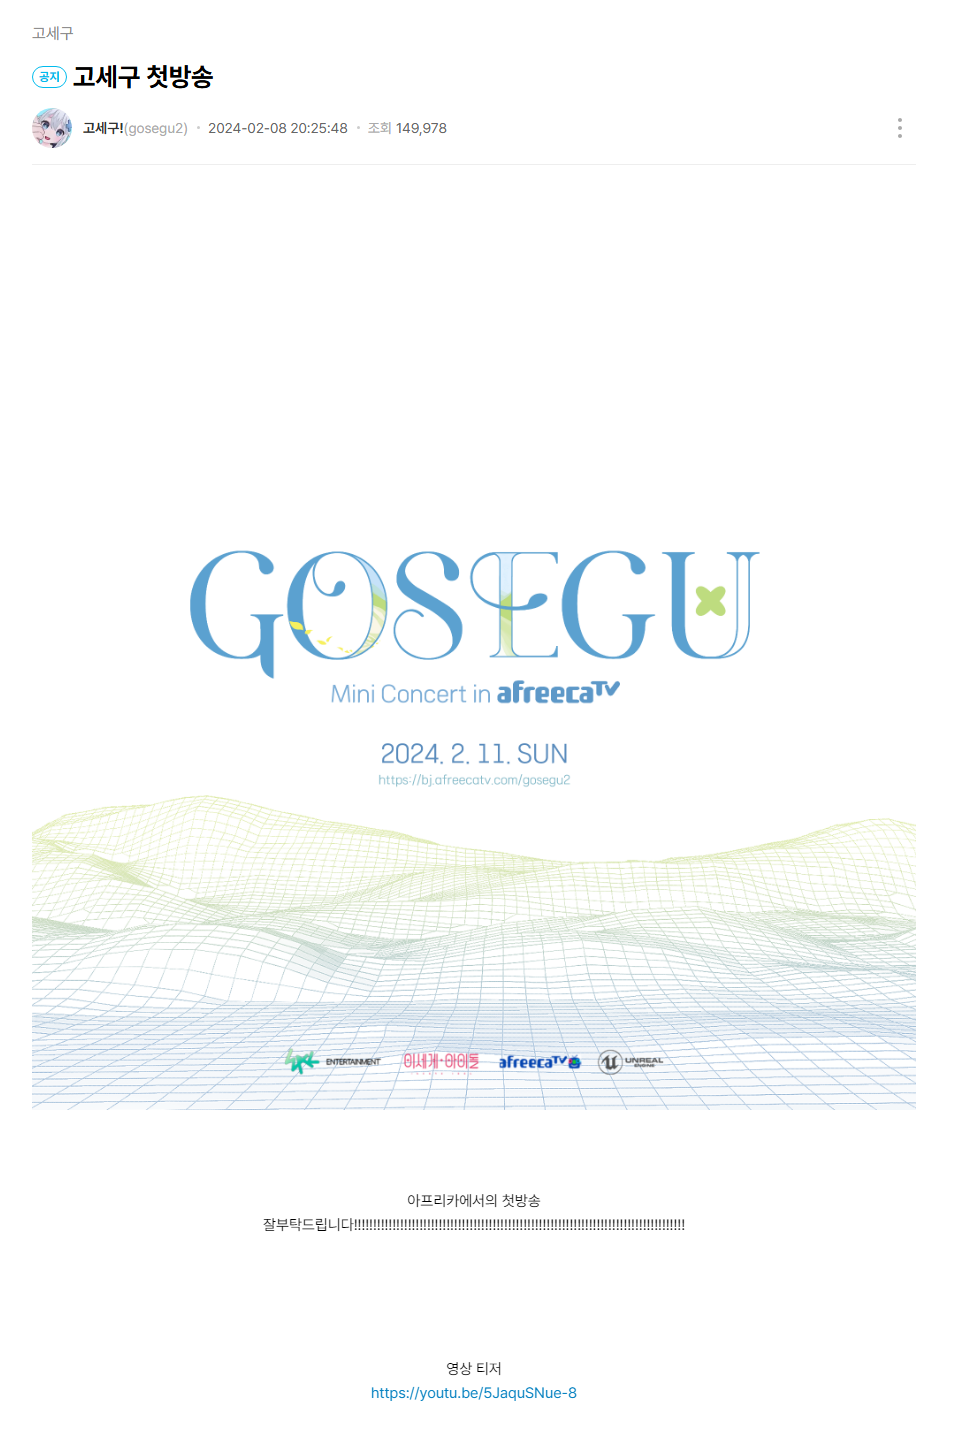 고세구
공지 고세구 첫방송
고세구!(gosegu2) • 2024-02-08 20:25:48 • 조회 149,978
GOSEGU
Mini Concert in afreecaTV
2024. 2. 11. SUN
https://bj.afreecatv.com/gosegu2
ENTERTAINMENT 이세계아이돌 afreecaTV UNREAL ENGINE
아프리카에서의 첫방송
잘부탁드립니다!!!!!!!!!!!!!!!!!!!!!!!!!!!!!!!!!!!!!!!!!!!!!!!!!!!!!!!!!!!!!!!!!!!!!!!!!!!!!!!!!!!!!!
영상 티저
https://youtu.be/5JaquSNue-8